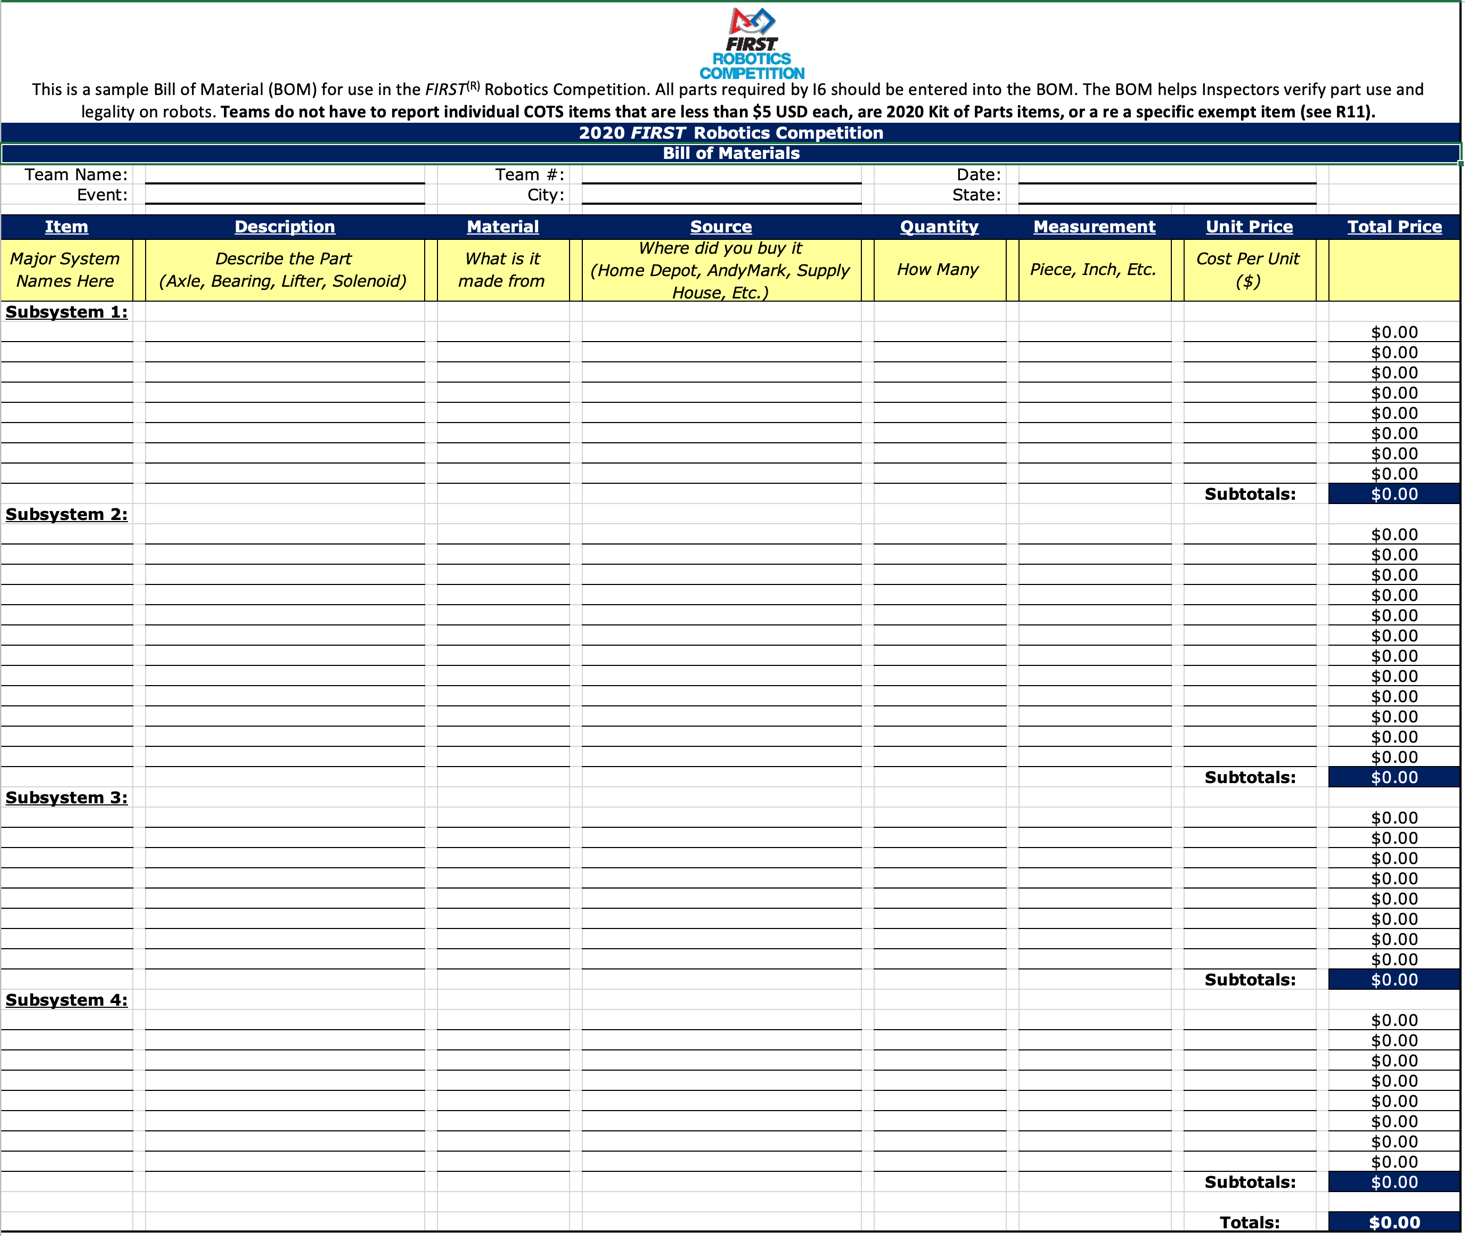 FIRST
ROBOTICS
COMPETITION
This is a sample Bill of Material (BOM) for use in the FIRST(R) Robotics Competition. All parts required by I6 should be entered into the BOM. The BOM helps Inspectors verify part use and
legality on robots. Teams do not have to report individual COTS items that are less than $5 USD each, are 2020 Kit of Parts items, or a re a specific exempt item (see R11).
2020 FIRST Robotics Competition
Bill of Materials
Team Name: Team #: Date:
Event: City: State:
Item Description Material Source Quantity Measurement Unit Price Total Price
Major System Names Here Describe the Part (Axle, Bearing, Lifter, Solenoid) What is it made from Where did you buy it (Home Depot, AndyMark, Supply House, Etc.) How Many Piece, Inch, Etc. Cost Per Unit ($)
Subsystem 1:
$0.00
$0.00
$0.00
$0.00
$0.00
$0.00
$0.00
$0.00
Subtotals: $0.00
Subsystem 2:
$0.00
$0.00
$0.00
$0.00
$0.00
$0.00
$0.00
$0.00
$0.00
$0.00
$0.00
$0.00
Subtotals: $0.00
Subsystem 3:
$0.00
$0.00
$0.00
$0.00
$0.00
$0.00
$0.00
$0.00
Subtotals: $0.00
Subsystem 4:
$0.00
$0.00
$0.00
$0.00
$0.00
$0.00
$0.00
$0.00
Subtotals: $0.00
Totals: $0.00